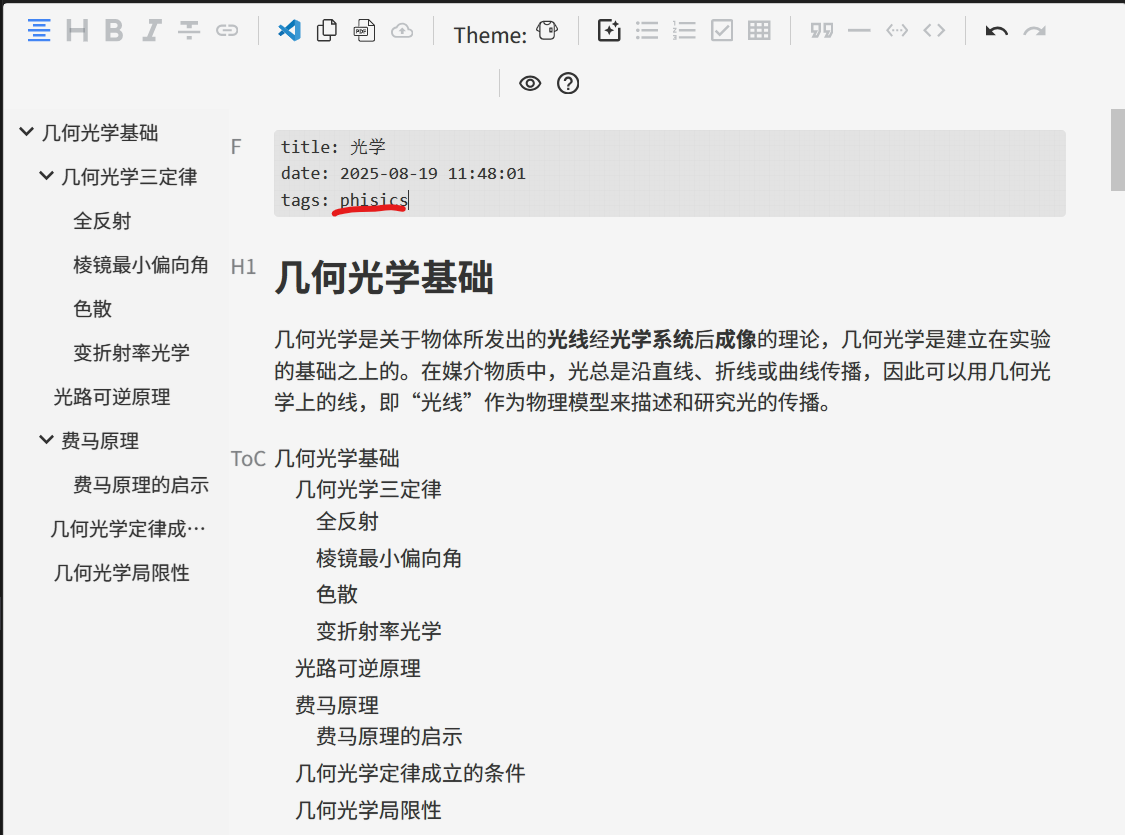 Theme:
几何光学基础
几何光学三定律
全反射
棱镜最小偏向角
色散
变折射率光学
光路可逆原理
费马原理
费马原理的启示
几何光学定律成…
几何光学局限性
F
title: 光学
date: 2025-08-19 11:48:01
tags: phisics
H1 几何光学基础
几何光学是关于物体所发出的光线经光学系统后成像的理论，几何光学是建立在实验
的基础之上的。在媒介物质中，光总是沿直线、折线或曲线传播，因此可以用几何光
学上的线，即“光线”作为物理模型来描述和研究光的传播。
ToC 几何光学基础
几何光学三定律
全反射
棱镜最小偏向角
色散
变折射率光学
光路可逆原理
费马原理
费马原理的启示
几何光学定律成立的条件
几何光学局限性